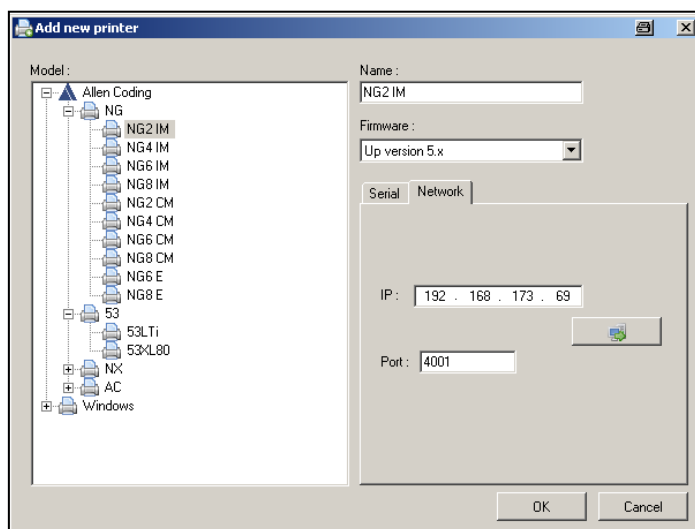 Add new printer
Model :
Allen Coding
NG
NG2 IM
NG4 IM
NG6 IM
NG8 IM
NG2 CM
NG4 CM
NG6 CM
NG8 CM
NG6 E
NG8 E
53
53LTi
53XL80
NX
AC
Windows
Name :
NG2 IM
Firmware :
Up version 5.x
Serial Network
IP : 192 . 168 . 173 . 69
Port : 4001
OK Cancel